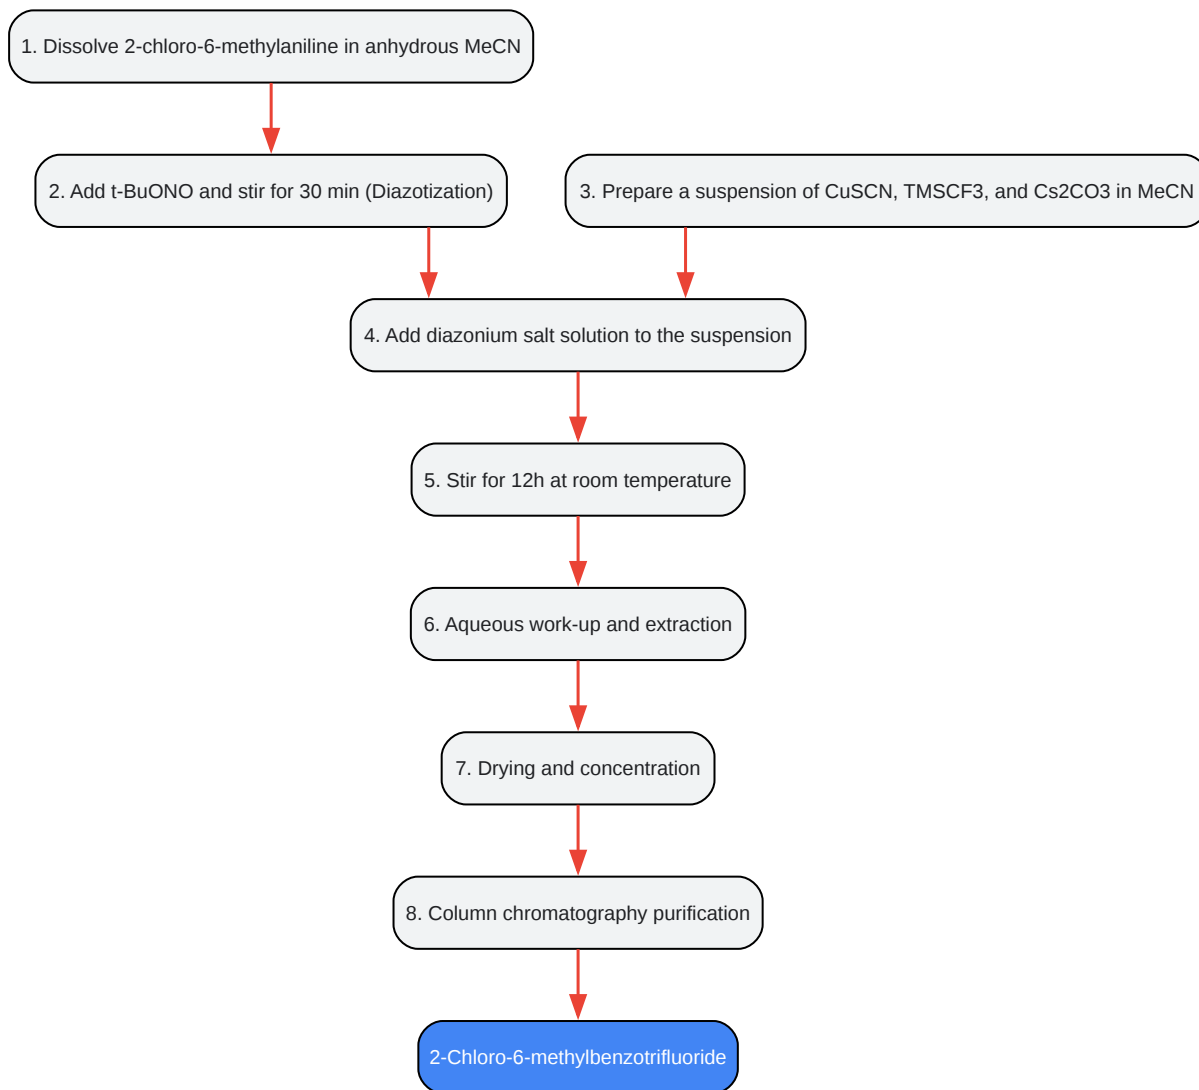 1. Dissolve 2-chloro-6-methylaniline in anhydrous MeCN
2. Add t-BuONO and stir for 30 min (Diazotization)
3. Prepare a suspension of CuSCN, TMSCF3, and Cs2CO3 in MeCN
4. Add diazonium salt solution to the suspension
5. Stir for 12h at room temperature
6. Aqueous work-up and extraction
7. Drying and concentration
8. Column chromatography purification
2-Chloro-6-methylbenzotrifluoride